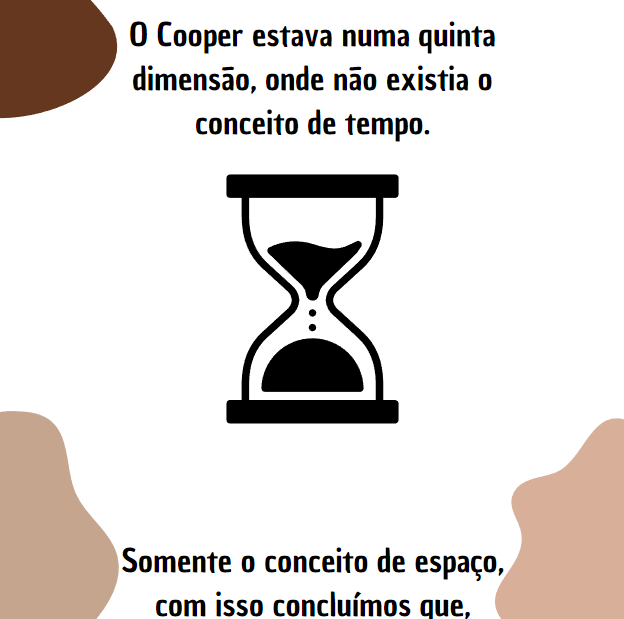 O Cooper estava numa quinta
dimensão, onde não existia o
conceito de tempo.
Somente o conceito de espaço,
com isso concluímos que,